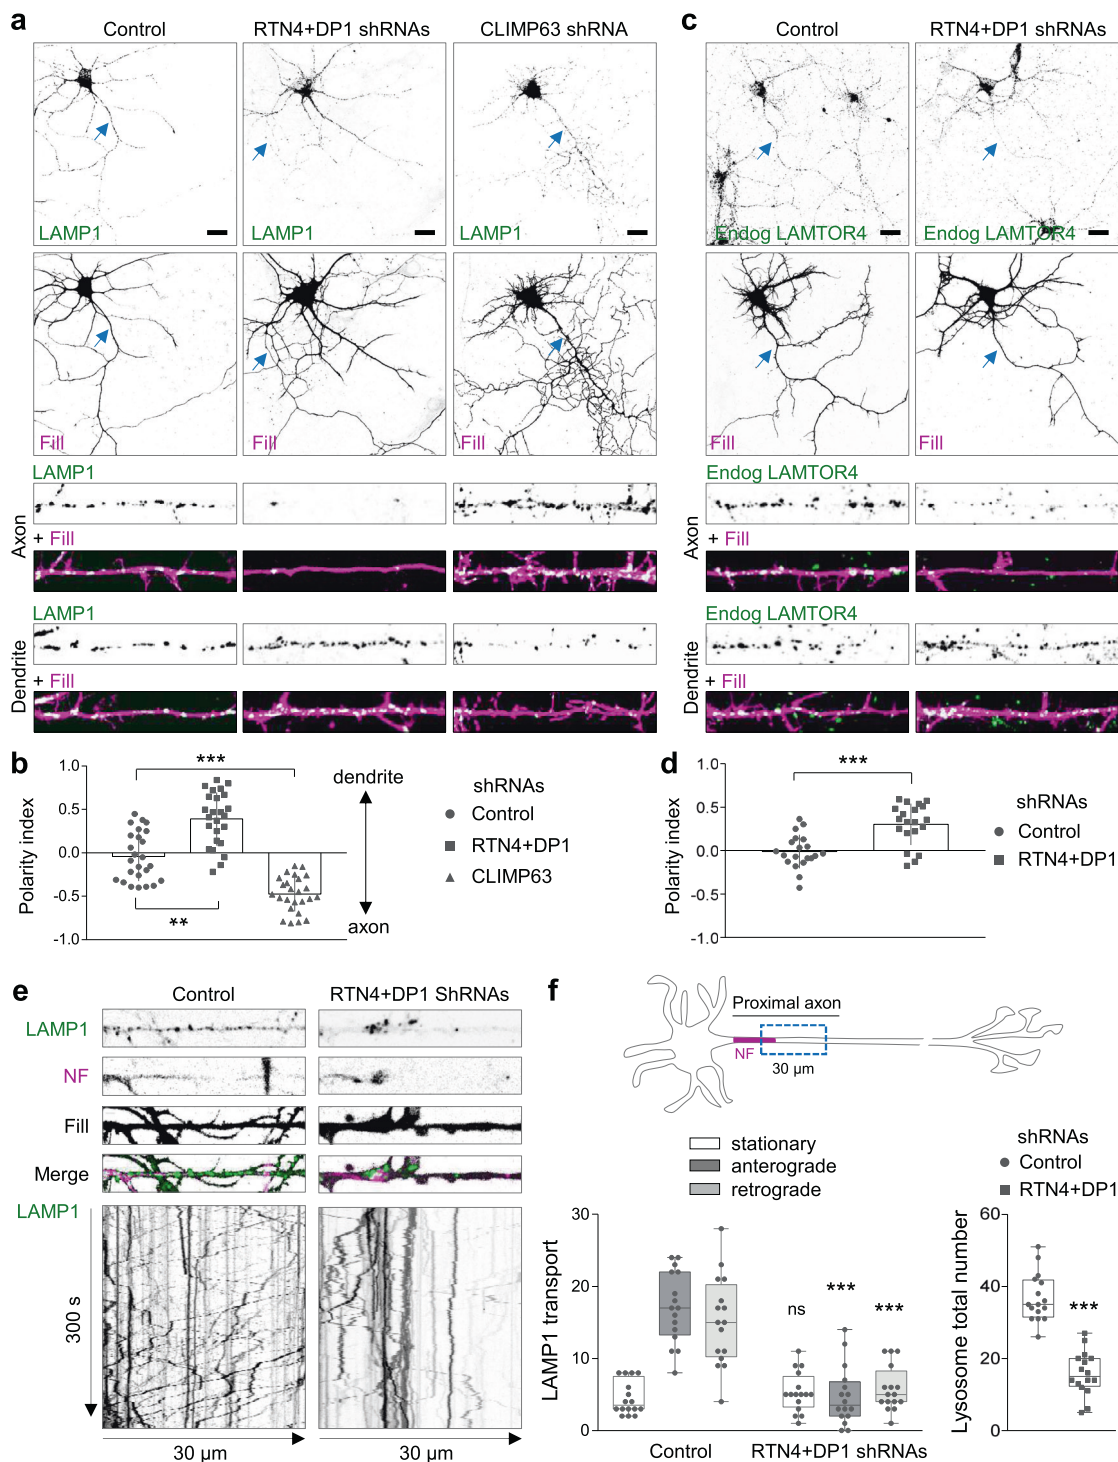 a
Control
RTN4+DP1 shRNAs
CLIMP63 shRNA
LAMP1
LAMP1
LAMP1
Fill
Fill
Fill
LAMP1
Axon
+ Fill
LAMP1
Dendrite
+ Fill
c
Control
RTN4+DP1 shRNAs
Endog LAMTOR4
Endog LAMTOR4
Fill
Fill
Endog LAMTOR4
Axon
+ Fill
Endog LAMTOR4
Dendrite
+ Fill
b
Polarity index
1.0
0.5
0.0
-0.5
-1.0
***
**
dendrite
axon
shRNAs
Control
RTN4+DP1
CLIMP63
d
Polarity index
1.0
0.5
0.0
-0.5
-1.0
***
shRNAs
Control
RTN4+DP1
e
Control
RTN4+DP1 ShRNAs
LAMP1
NF
Fill
Merge
LAMP1
300 s
30 µm
30 µm
f
Proximal axon
NF
30 µm
stationary
anterograde
retrograde
shRNAs
Control
RTN4+DP1
LAMP1 transport
30
20
10
0
ns
***
***
Control
RTN4+DP1 shRNAs
Lysosome total number
60
40
20
0
***